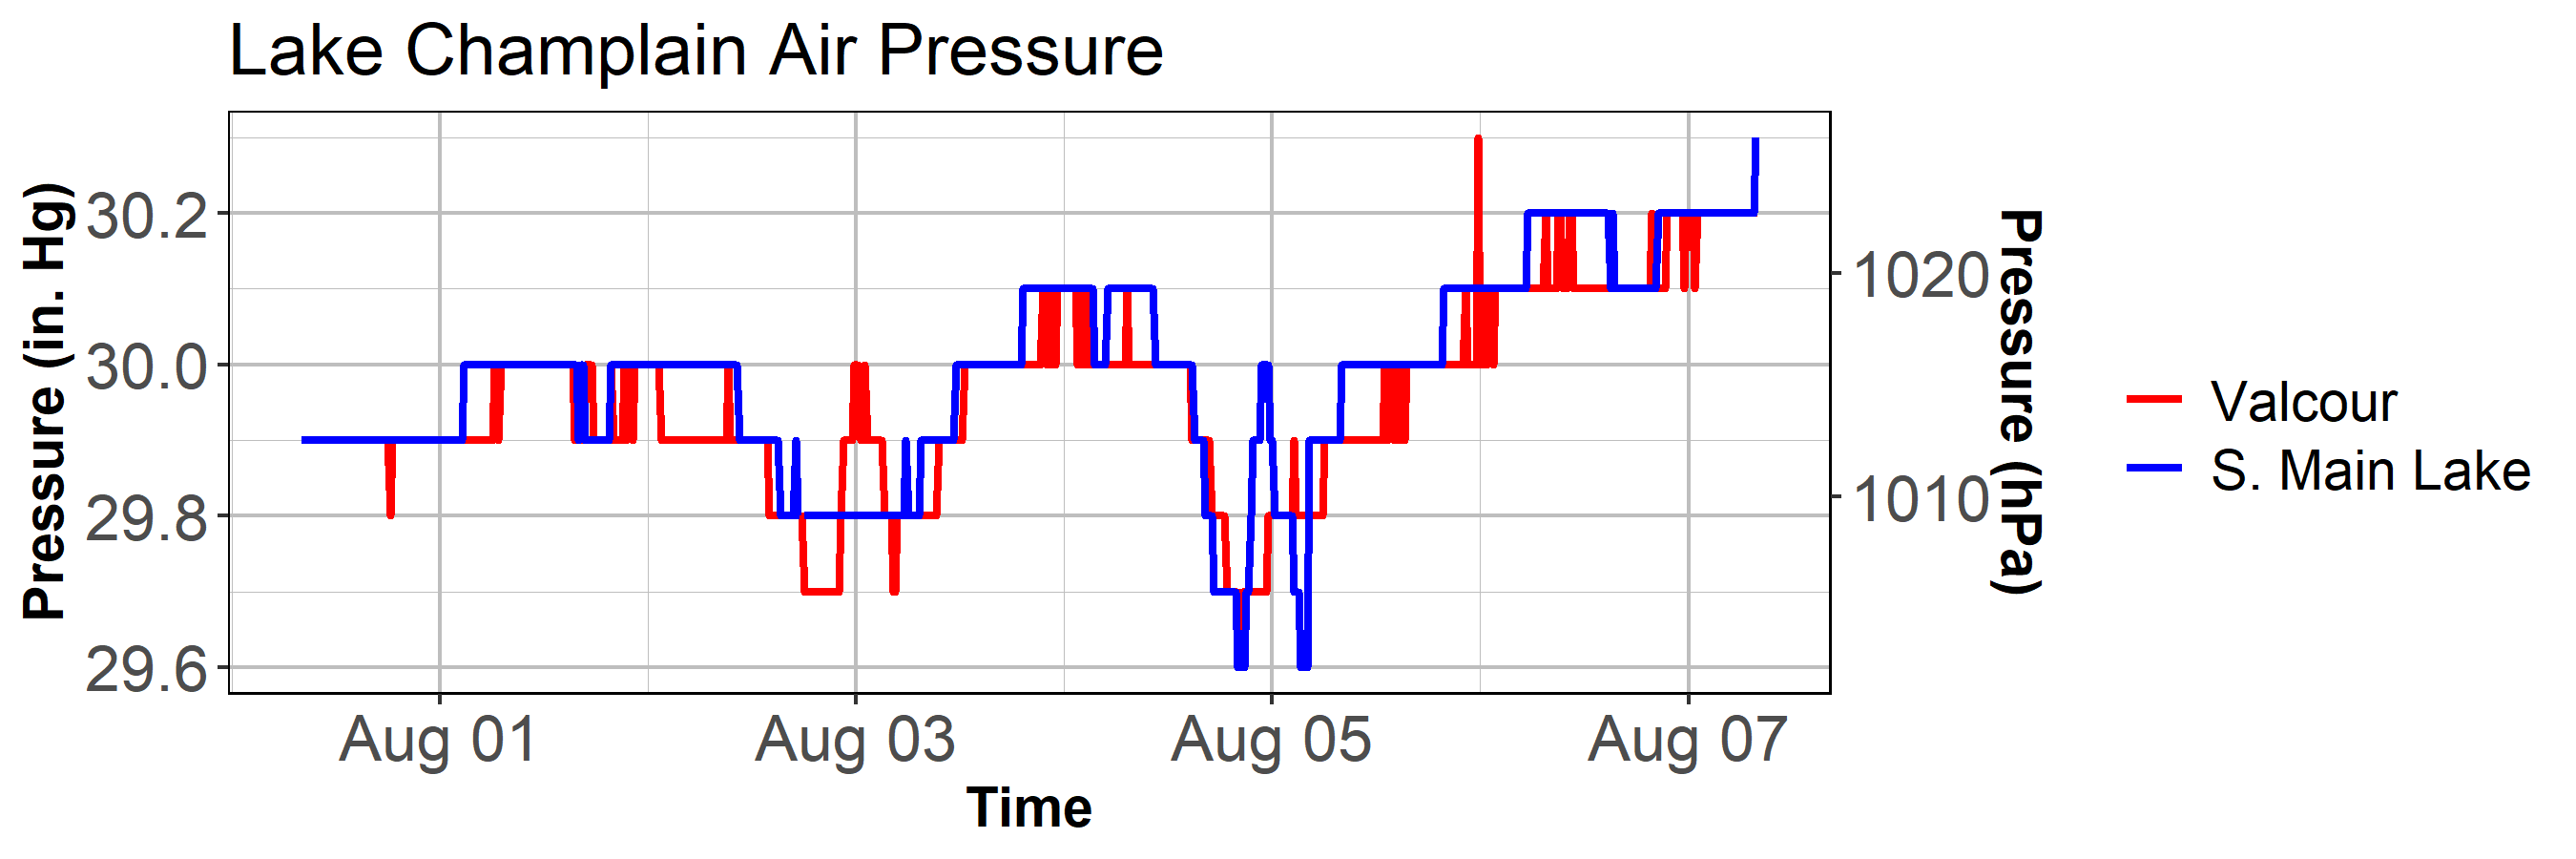 Lake Champlain Air Pressure
Pressure (in. Hg)
30.2
30.0
29.8
29.6
Aug 01
Aug 03
Aug 05
Aug 07
Time
1020
1010
Pressure (hPa)
Valcour
S. Main Lake